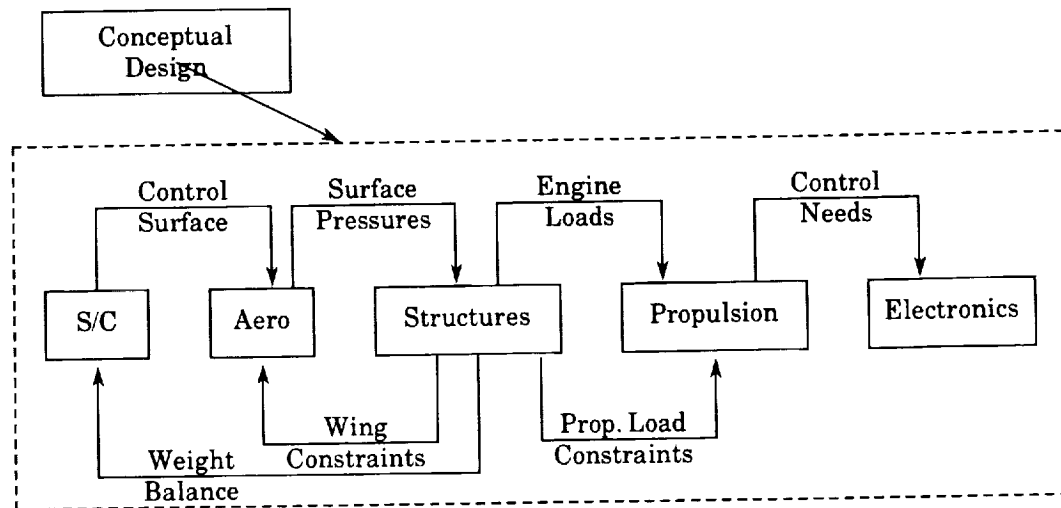 Conceptual
Design
Control
Surface
Surface
Pressures
Engine
Loads
Control
Needs
S/C
Aero
Structures
Propulsion
Electronics
Wing
Constraints
Prop. Load
Constraints
Weight
Balance